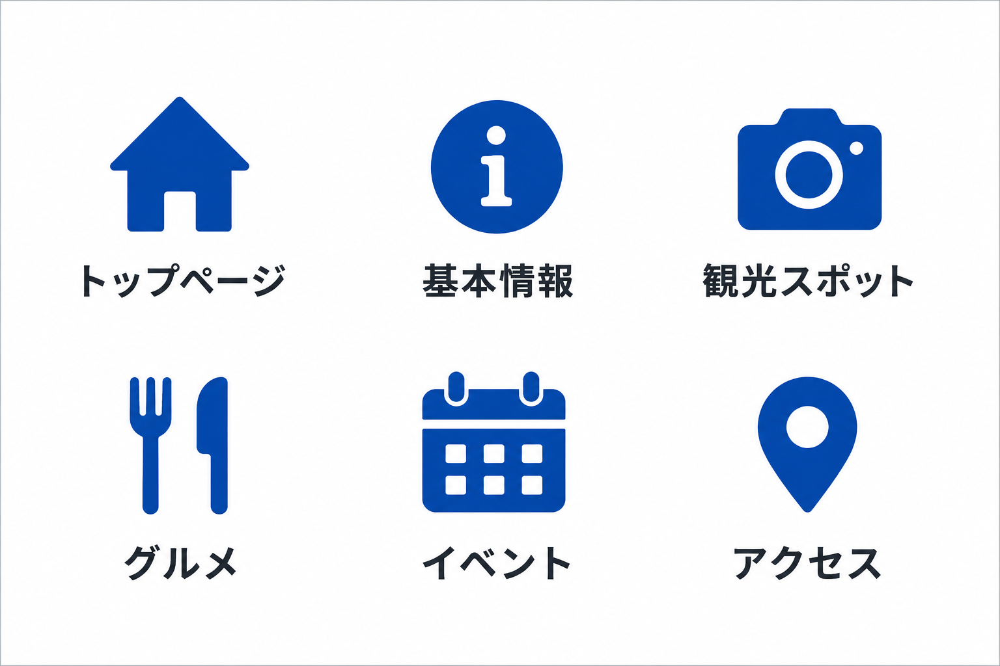 トップページ
基本情報
観光スポット
グルメ
イベント
アクセス